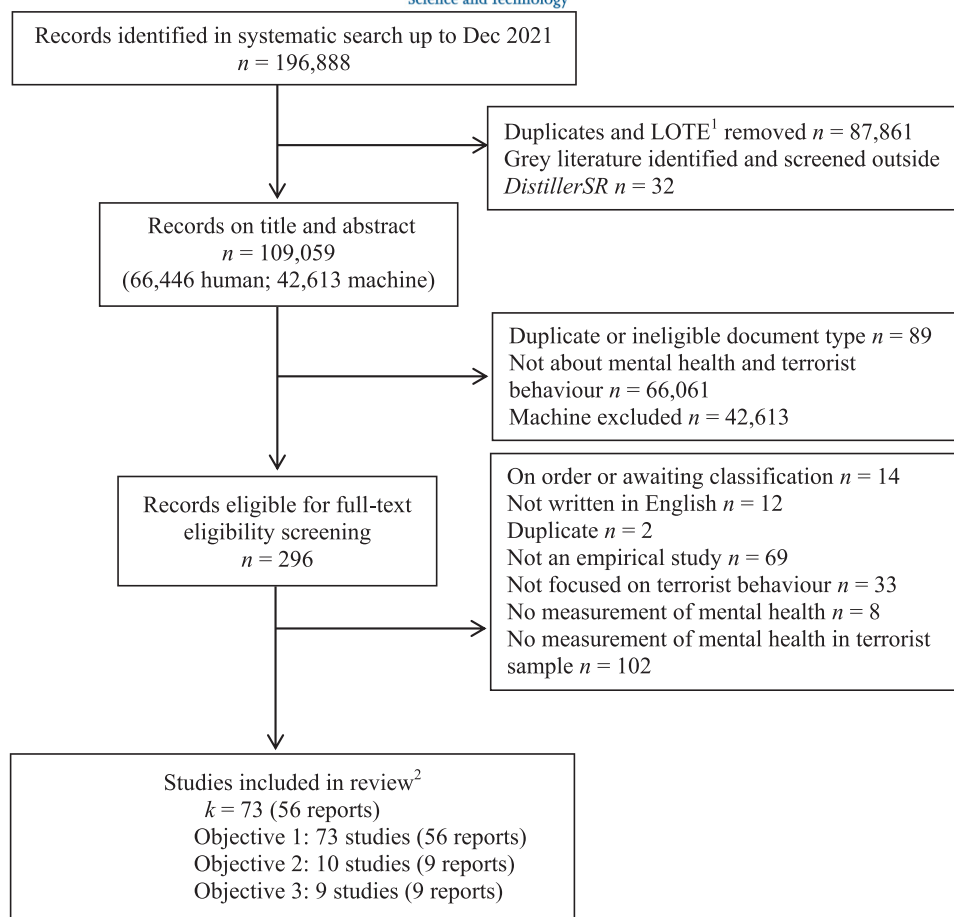 Science and Technology
Records identified in systematic search up to Dec 2021
n = 196,888
Duplicates and LOTE¹ removed n = 87,861
Grey literature identified and screened outside
DistillerSR n = 32
Records on title and abstract
n = 109,059
(66,446 human; 42,613 machine)
Duplicate or ineligible document type n = 89
Not about mental health and terrorist
behaviour n = 66,061
Machine excluded n = 42,613
Records eligible for full-text
eligibility screening
n = 296
On order or awaiting classification n = 14
Not written in English n = 12
Duplicate n = 2
Not an empirical study n = 69
Not focused on terrorist behaviour n = 33
No measurement of mental health n = 8
No measurement of mental health in terrorist
sample n = 102
Studies included in review²
k = 73 (56 reports)
Objective 1: 73 studies (56 reports)
Objective 2: 10 studies (9 reports)
Objective 3: 9 studies (9 reports)